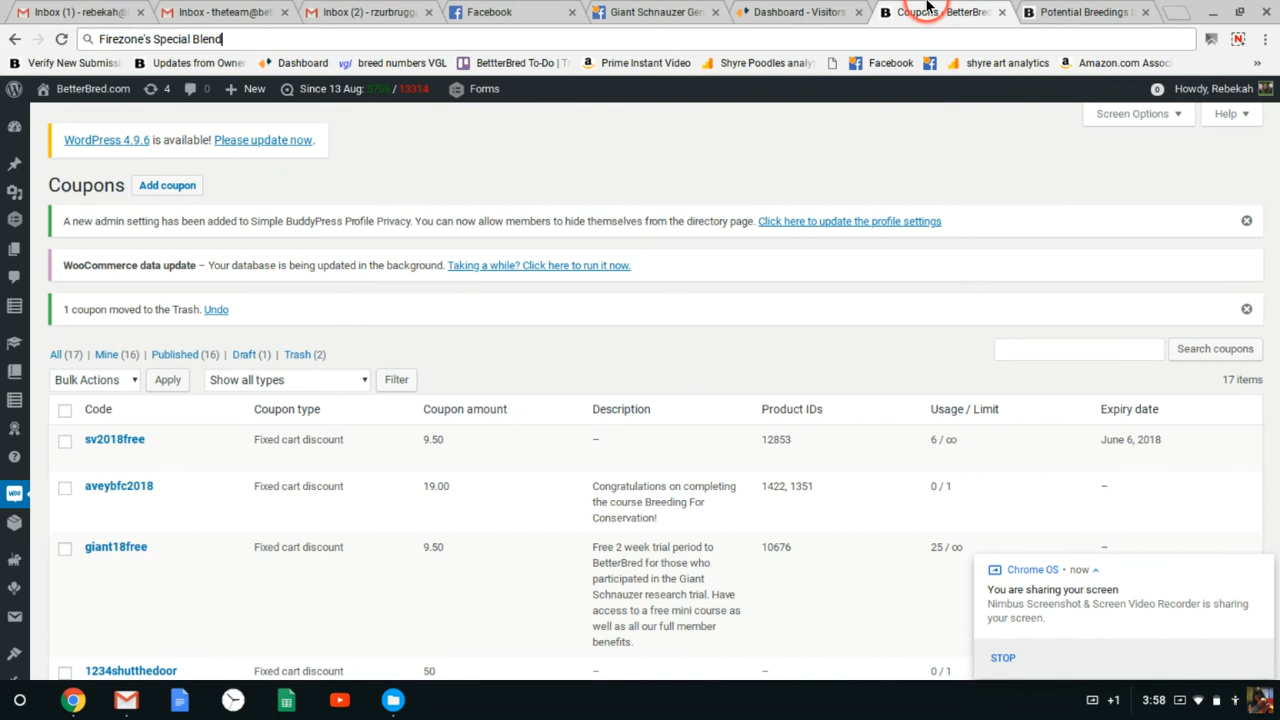 Inbox (1) - rebekah@
Inbox - theteam@bet
Inbox (2) - rzurbrugg
Facebook
Giant Schnauzer Gen
Dashboard - Visitors
Coupons - BetterBred
Potential Breedings
Firezone's Special Blend
Verify New Submissi
Updates from Owner
Dashboard
vgl breed numbers VGL
BettterBred To-Do | T
Prime Instant Video
Shyre Poodles analy
Facebook
shyre art analytics
Amazon.com Assoc
BetterBred.com
4
0
New
Since 13 Aug: 5759 / 13314
Forms
0
Howdy, Rebekah
Screen Options
Help
WordPress 4.9.6 is available! Please update now.
Coupons
Add coupon
A new admin setting has been added to Simple BuddyPress Profile Privacy. You can now allow members to hide themselves from the directory page. Click here to update the profile settings
WooCommerce data update – Your database is being updated in the background. Taking a while? Click here to run it now.
1 coupon moved to the Trash. Undo
All (17) | Mine (16) | Published (16) | Draft (1) | Trash (2)
Search coupons
Bulk Actions
Apply
Show all types
Filter
17 items
Code Coupon type Coupon amount Description Product IDs Usage / Limit Expiry date
sv2018free Fixed cart discount 9.50 – 12853 6 / ∞ June 6, 2018
aveybfc2018 Fixed cart discount 19.00 Congratulations on completing 1422, 1351 0 / 1 –
the course Breeding For
Conservation!
giant18free Fixed cart discount 9.50 Free 2 week trial period to 10676 25 / ∞ –
BetterBred for those who
participated in the Giant
Schnauzer research trial. Have
access to a free mini course as
well as all our full member
benefits.
1234shutthedoor Fixed cart discount 50 – – 0 / 1
Chrome OS • now
You are sharing your screen
Nimbus Screenshot & Screen Video Recorder is sharing
your screen.
STOP
+1
3:58